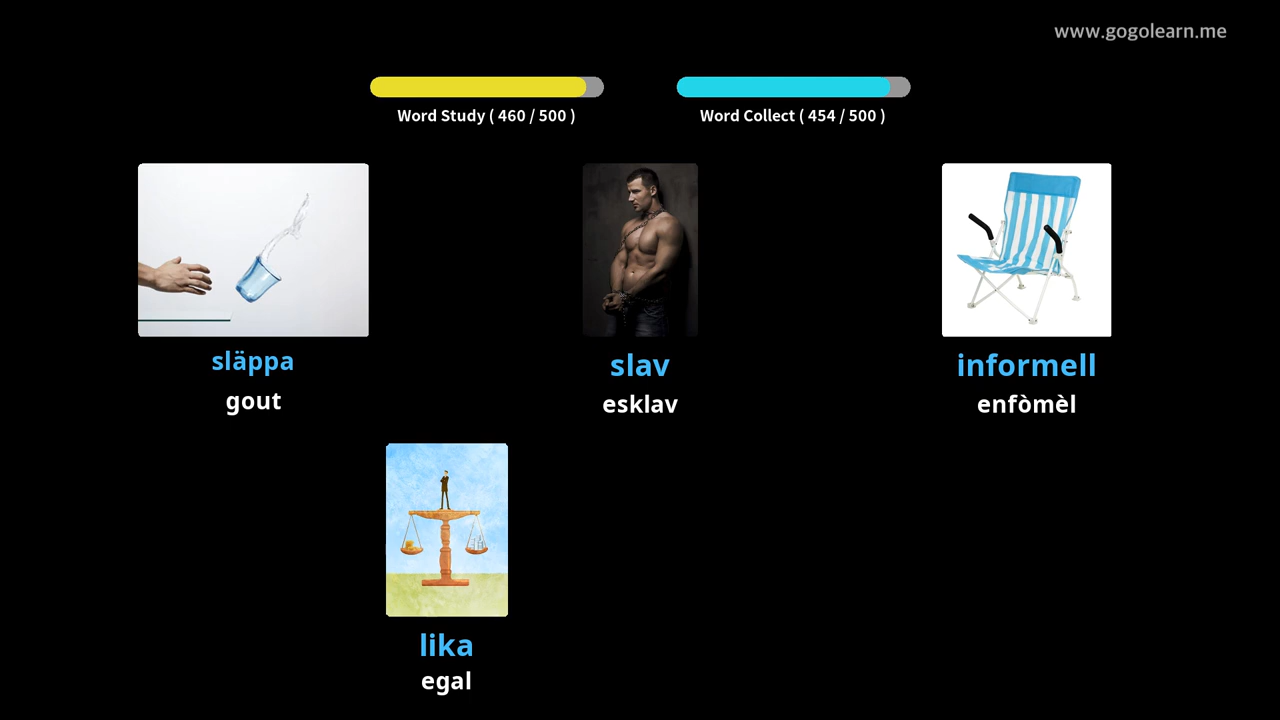 www.gogolearn.me
Word Study ( 460 / 500 )
Word Collect ( 454 / 500 )
släppa
gout
slav
esklav
informell
enfòmèl
lika
egal